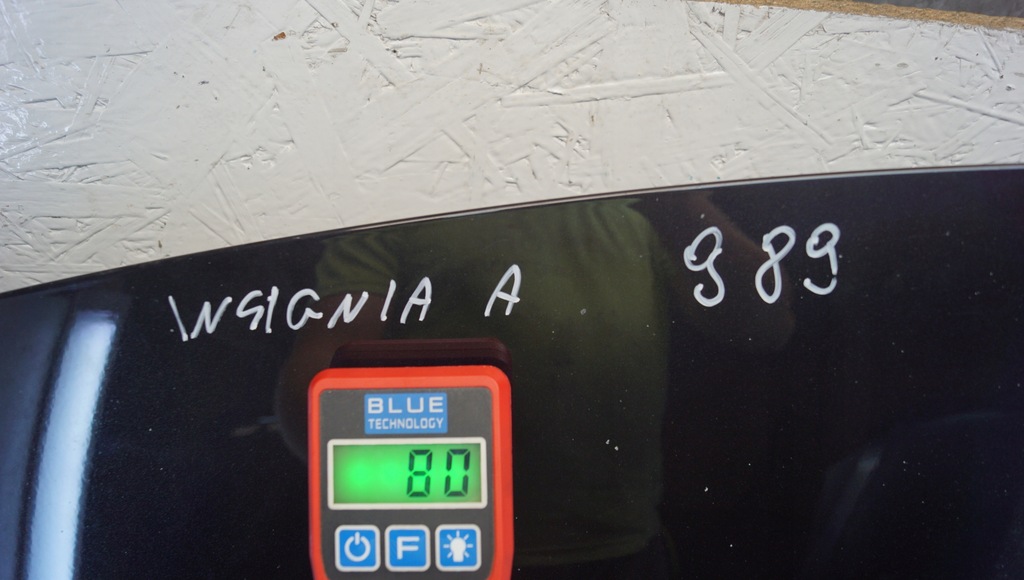 INSIGNIA A 989
BLUE
TECHNOLOGY
80
F